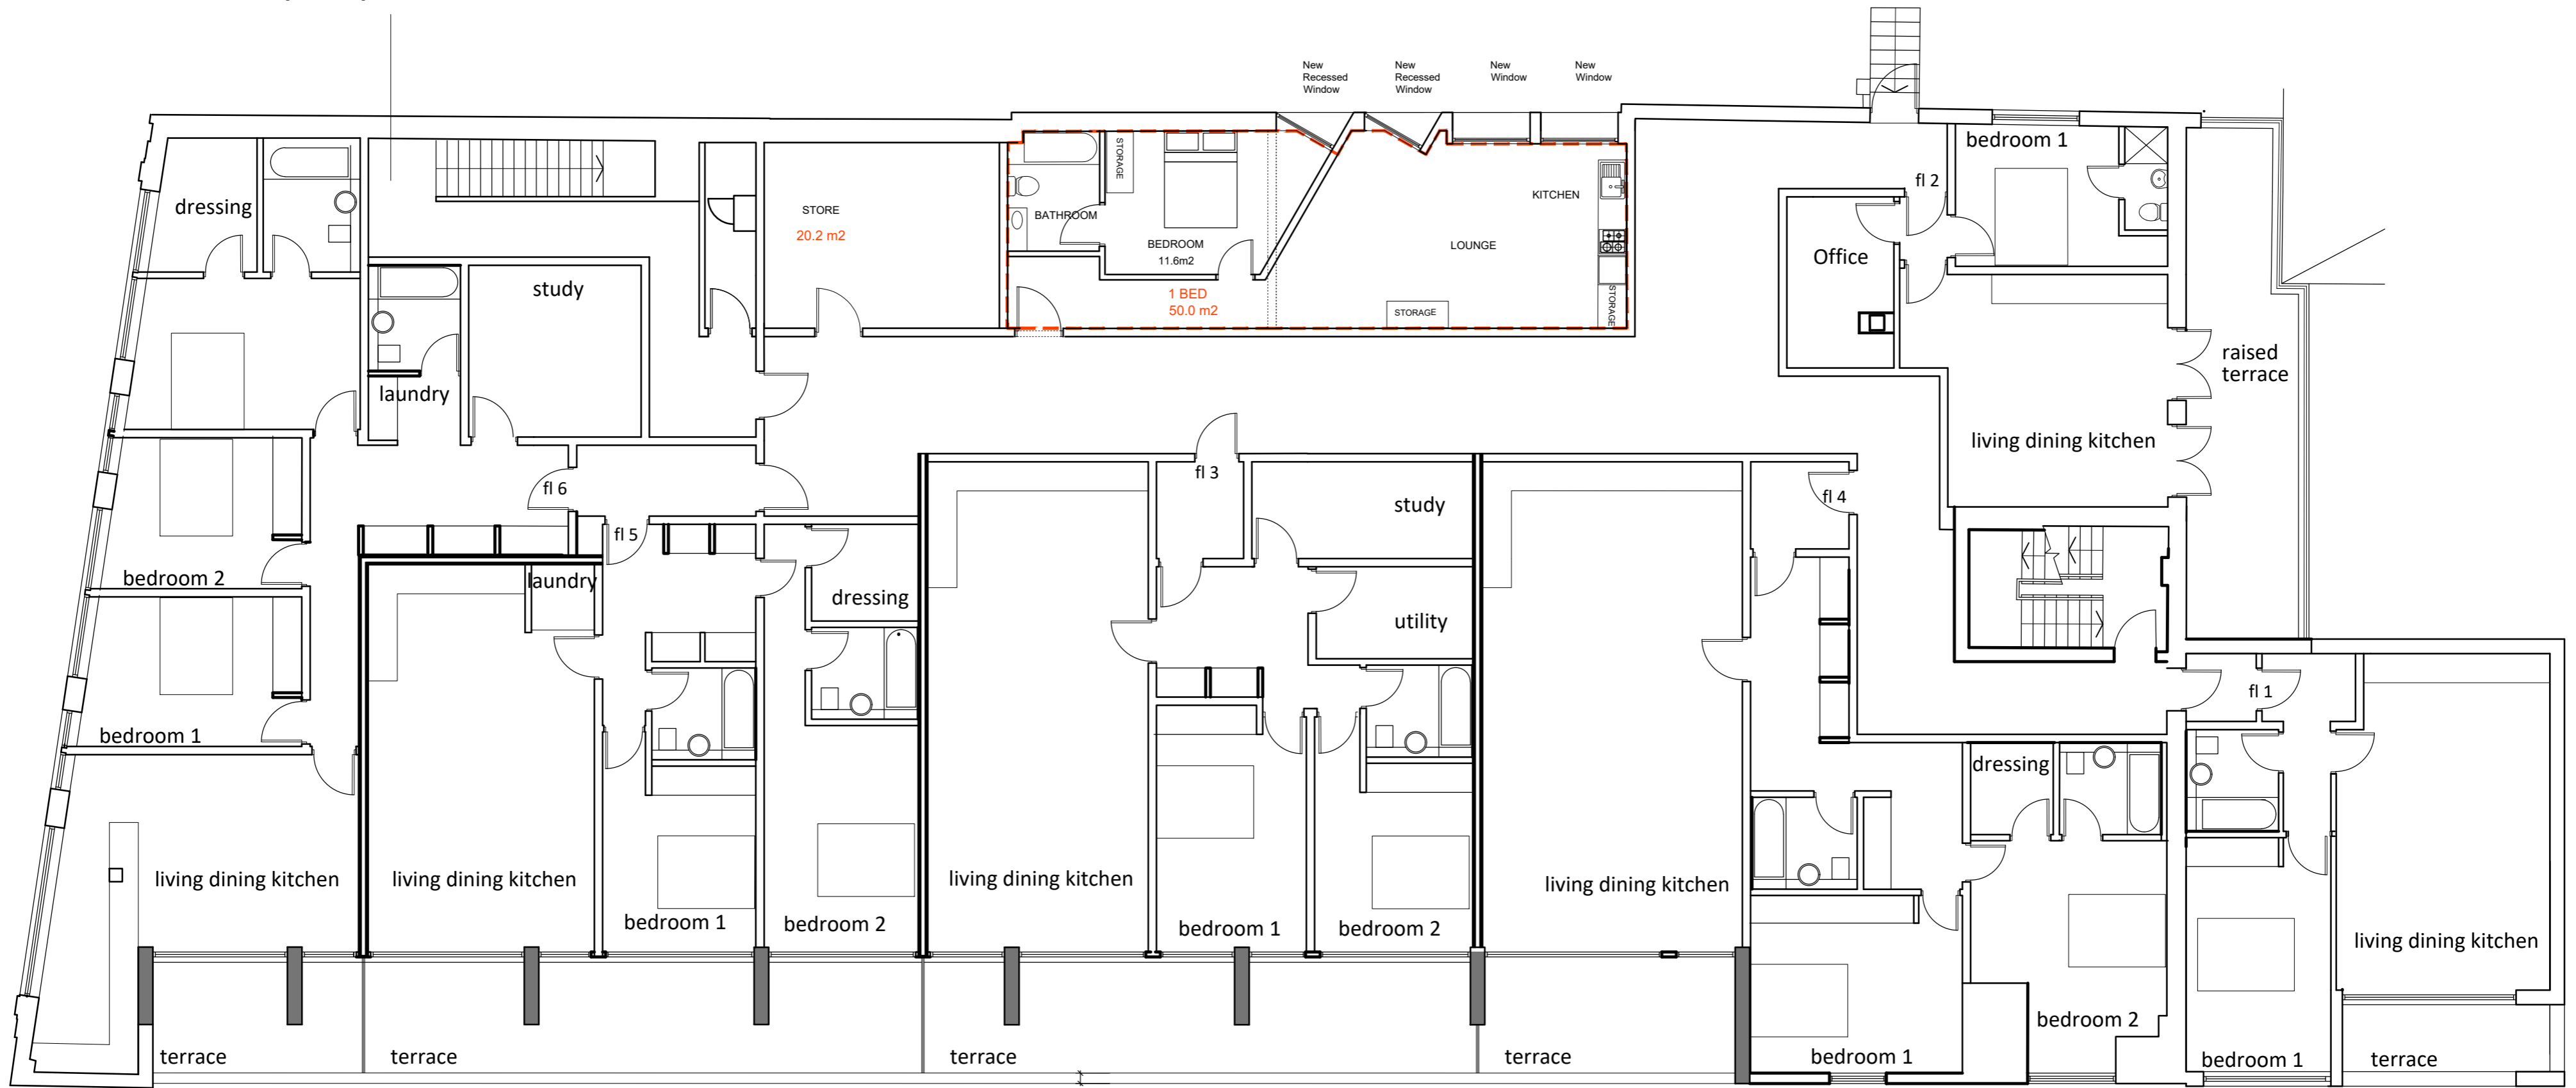 New
Recessed
Window
New
Recessed
Window
New
Window
New
Window
dressing
STORE
20.2 m2
BATHROOM
STORAGE
BEDROOM
11.6m2
1 BED
50.0 m2
LOUNGE
KITCHEN
STORAGE
STORAGE
fl 2
bedroom 1
Office
raised
terrace
living dining kitchen
study
laundry
fl 6
fl 5
fl 3
study
fl 4
bedroom 2
laundry
dressing
utility
bedroom 1
fl 1
dressing
living dining kitchen
living dining kitchen
bedroom 1
bedroom 2
living dining kitchen
bedroom 1
bedroom 2
living dining kitchen
living dining kitchen
bedroom 2
terrace
terrace
terrace
terrace
bedroom 1
bedroom 1
terrace